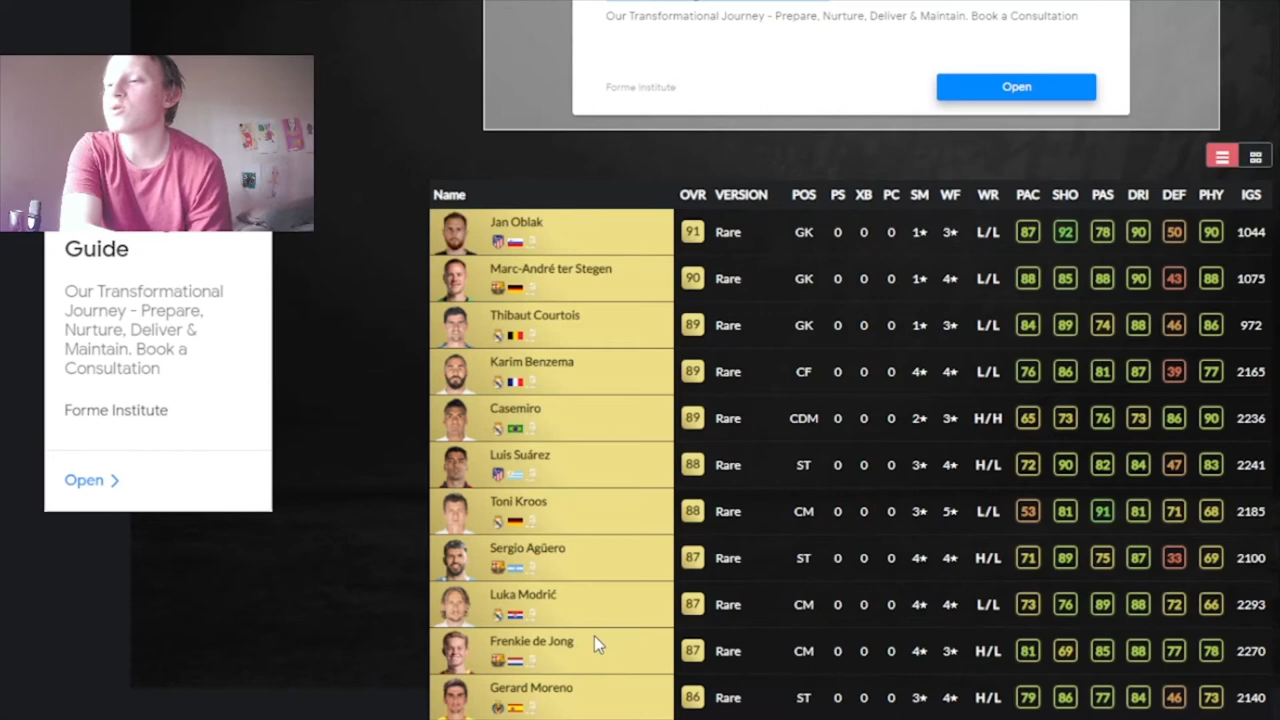 Our Transformational Journey - Prepare, Nurture, Deliver & Maintain. Book a Consultation
Forme Institute
Open
Guide
Our Transformational
Journey - Prepare,
Nurture, Deliver &
Maintain. Book a
Consultation
Forme Institute
Open >
Name OVR VERSION POS PS XB PC SM WF WR PAC SHO PAS DRI DEF PHY IGS
Jan Oblak 91 Rare GK 0 0 0 1★ 3★ L/L 87 92 78 90 50 90 1044
Marc-André ter Stegen 90 Rare GK 0 0 0 1★ 4★ L/L 88 85 88 90 43 88 1075
Thibaut Courtois 89 Rare GK 0 0 0 1★ 3★ L/L 84 89 74 88 46 86 972
Karim Benzema 89 Rare CF 0 0 0 4★ 4★ L/L 76 86 81 87 39 77 2165
Casemiro 89 Rare CDM 0 0 0 2★ 3★ H/H 65 73 76 73 86 90 2236
Luis Suárez 88 Rare ST 0 0 0 3★ 4★ H/L 72 90 82 84 47 83 2241
Toni Kroos 88 Rare CM 0 0 0 3★ 5★ L/L 53 81 91 81 71 68 2185
Sergio Agüero 87 Rare ST 0 0 0 4★ 4★ H/L 71 89 75 87 33 69 2100
Luka Modrić 87 Rare CM 0 0 0 4★ 4★ L/L 73 76 89 88 72 66 2293
Frenkie de Jong 87 Rare CM 0 0 0 4★ 3★ H/L 81 69 85 88 77 78 2270
Gerard Moreno 86 Rare ST 0 0 0 3★ 4★ H/L 79 86 77 84 46 73 2140